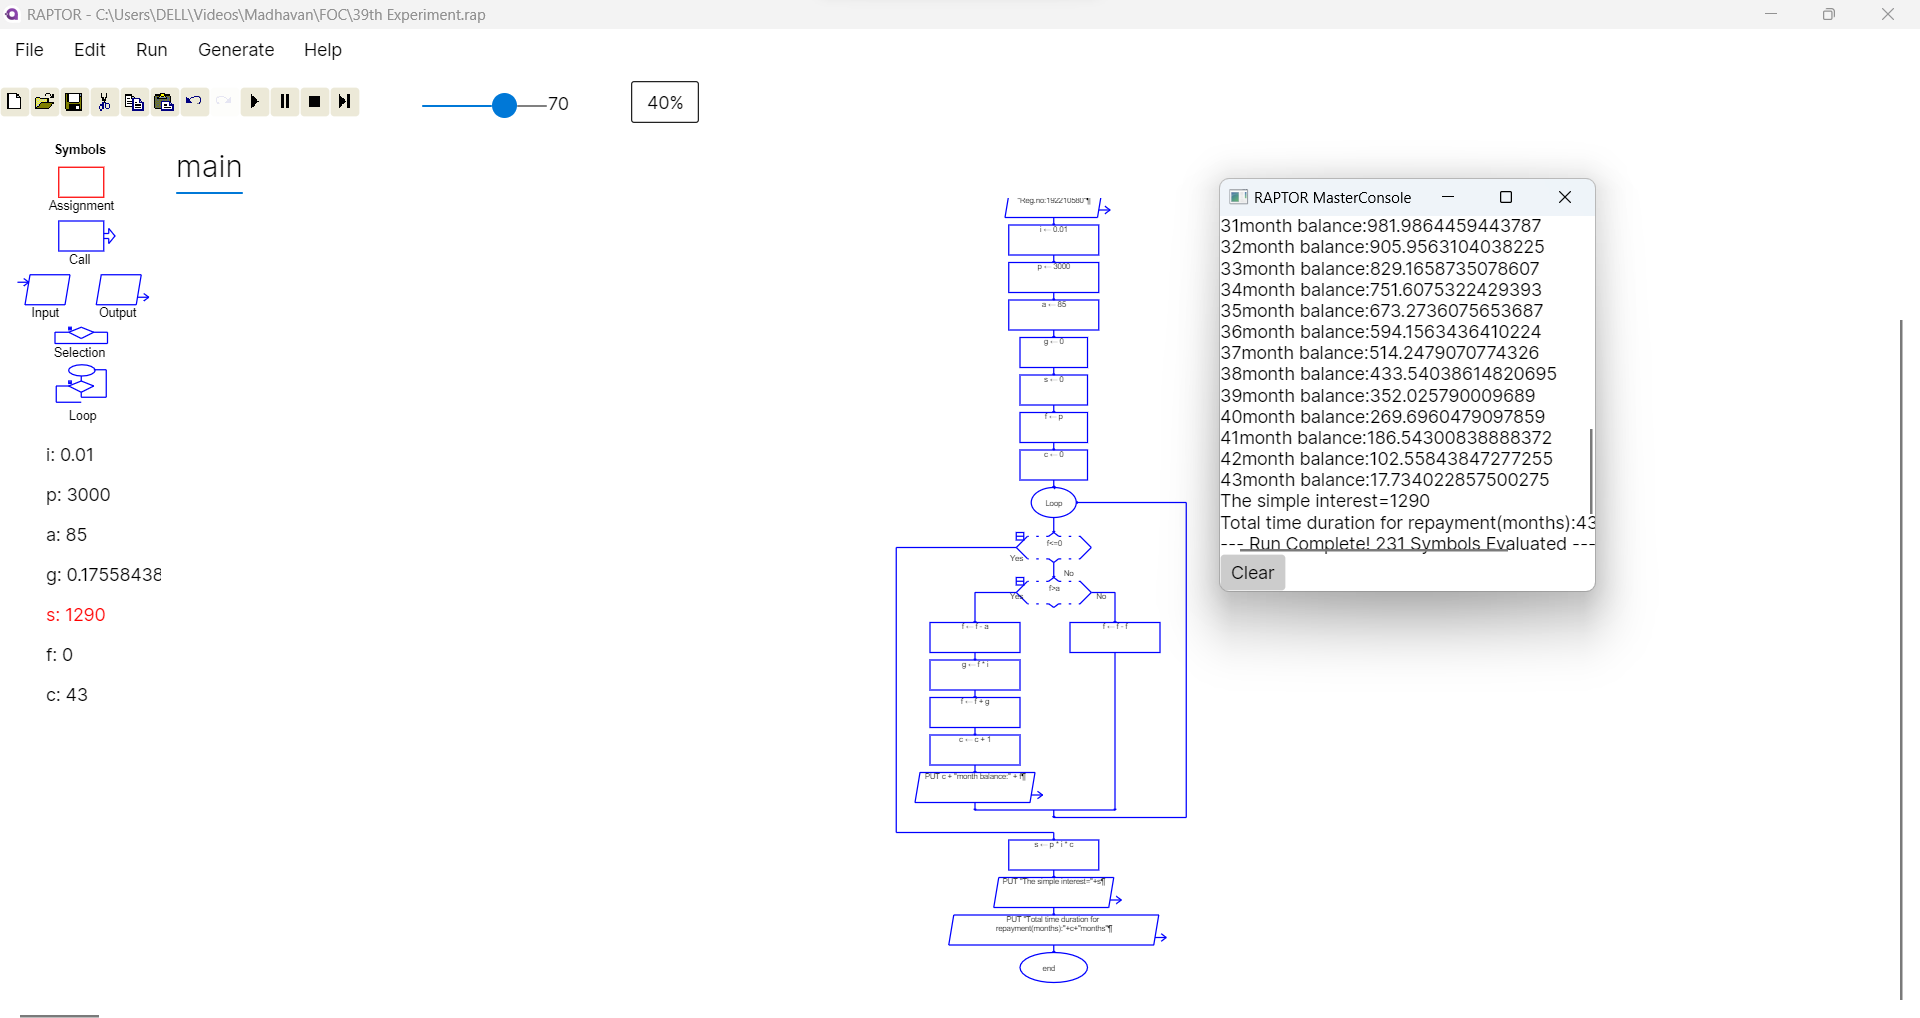 RAPTOR - C:\Users\DELL\Videos\Madhavan\FOC\39th Experiment.rap
File Edit Run Generate Help
70
40%
Symbols
Assignment
Call
Input Output
Selection
Loop
i: 0.01
p: 3000
a: 85
g: 0.17558438
s: 1290
f: 0
c: 43
main
"Reg.no:192210580"¶
i ← 0.01
p ← 3000
a ← 85
g ← 0
s ← 0
f ← p
c ← 0
Loop
f<=0
Yes
No
f>a
Yes No
f ← f - a f ← f - f
g ← f * i
f ← f + g
c ← c + 1
PUT c + "month balance:" + f¶
s ← p * i * c
PUT "The simple interest="+s¶
PUT "Total time duration for
repayment(months):"+c+"months"¶
end
RAPTOR MasterConsole
31month balance:981.9864459443787
32month balance:905.9563104038225
33month balance:829.1658735078607
34month balance:751.6075322429393
35month balance:673.2736075653687
36month balance:594.1563436410224
37month balance:514.2479070774326
38month balance:433.54038614820695
39month balance:352.025790009689
40month balance:269.6960479097859
41month balance:186.54300838888372
42month balance:102.55843847277255
43month balance:17.734022857500275
The simple interest=1290
Total time duration for repayment(months):43
--- Run Complete! 231 Symbols Evaluated ---
Clear